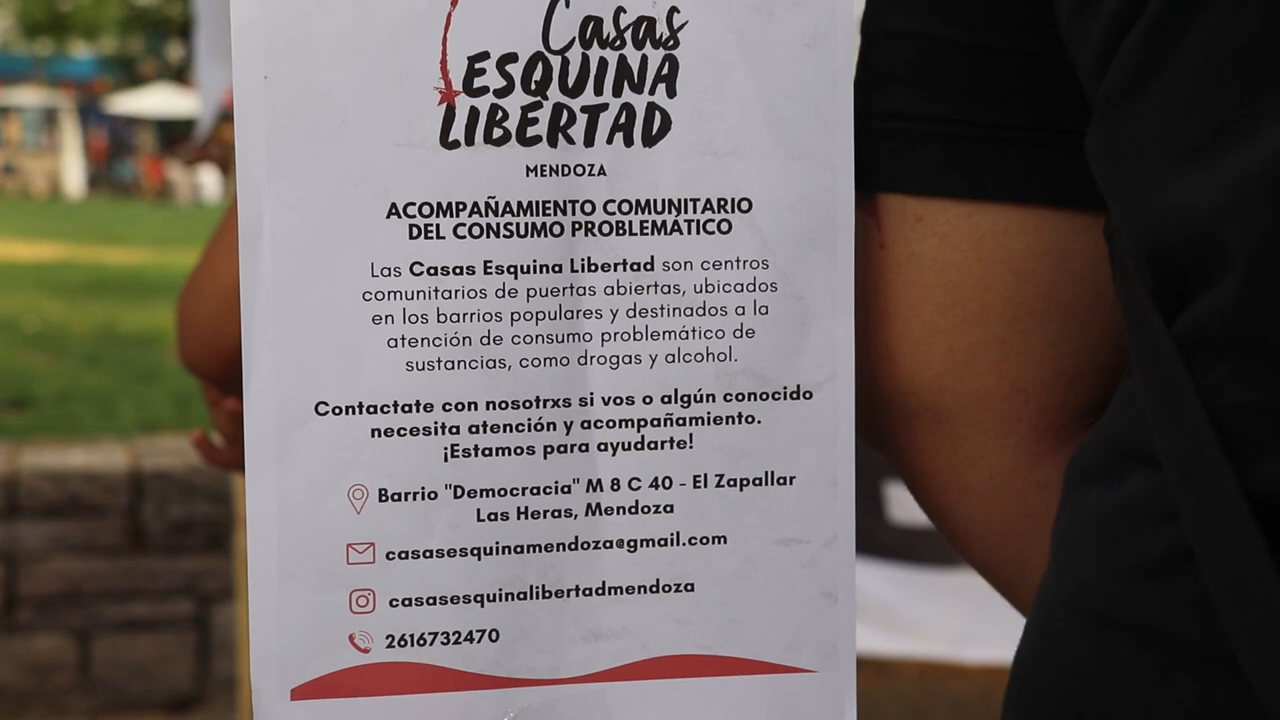 Casas
ESQUINA
LIBERTAD
MENDOZA
ACOMPAÑAMIENTO COMUNITARIO
DEL CONSUMO PROBLEMÁTICO
Las Casas Esquina Libertad son centros
comunitarios de puertas abiertas, ubicados
en los barrios populares y destinados a la
atención de consumo problemático de
sustancias, como drogas y alcohol.
Contactate con nosotrxs si vos o algún conocido
necesita atención y acompañamiento.
¡Estamos para ayudarte!
Barrio "Democracia" M 8 C 40 - El Zapallar
Las Heras, Mendoza
casasesquinamendoza@gmail.com
casasesquinalibertadmendoza
2616732470